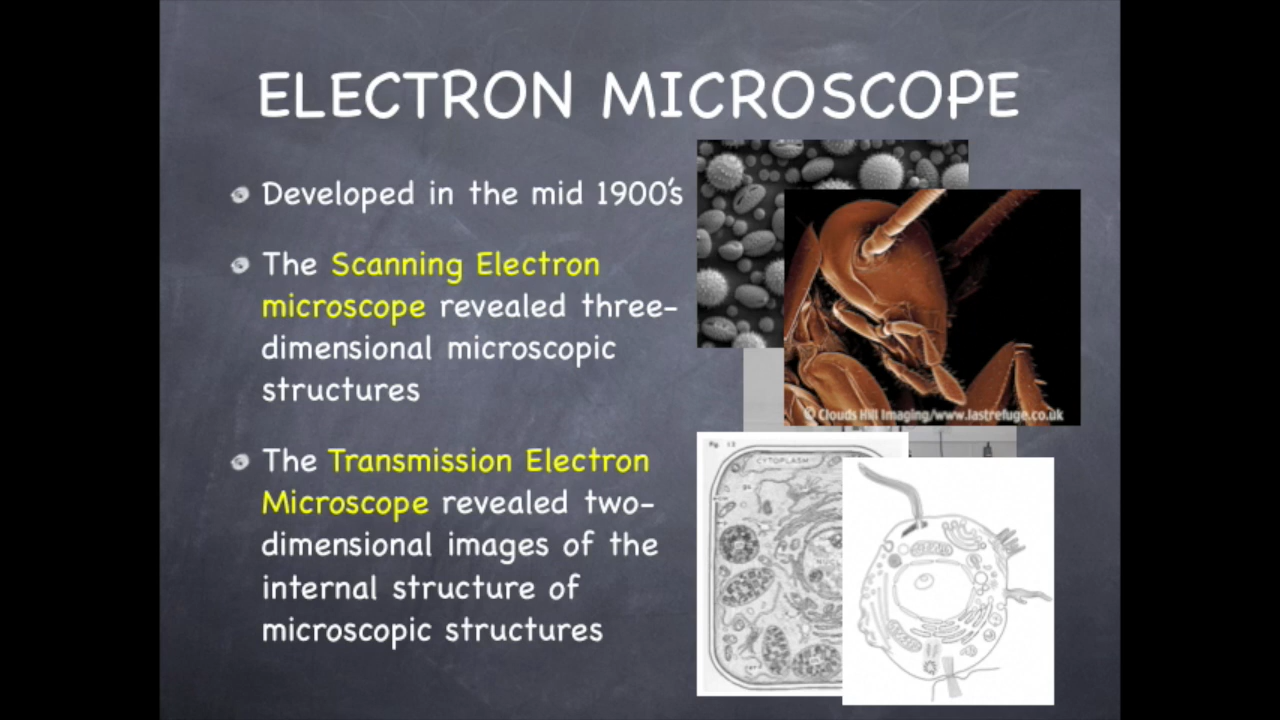 ELECTRON MICROSCOPE
Developed in the mid 1900's
The Scanning Electron
microscope revealed three-
dimensional microscopic
structures
The Transmission Electron
Microscope revealed two-
dimensional images of the
internal structure of
microscopic structures
© Clouds Hill Imaging/www.lastrefuge.co.uk
CYTOPLASM